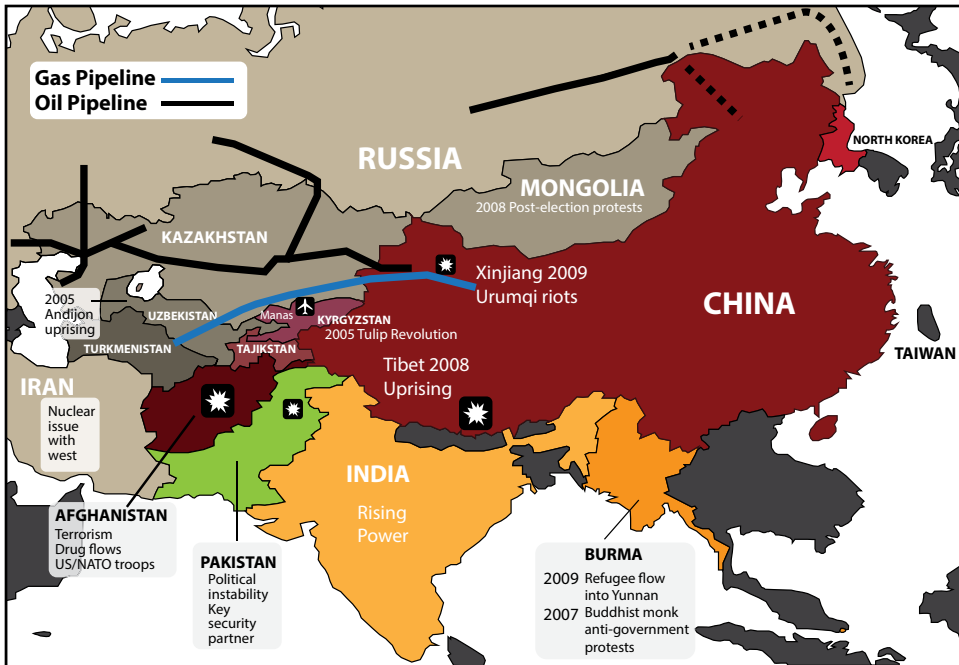 Gas Pipeline
Oil Pipeline
RUSSIA
NORTH KOREA
MONGOLIA
2008 Post-election protests
KAZAKHSTAN
Xinjiang 2009
Urumqi riots
CHINA
2005
Andijon
uprising
UZBEKISTAN
Manas
KYRGYZSTAN
2005 Tulip Revolution
TURKMENISTAN
TAJIKSTAN
TAIWAN
Tibet 2008
Uprising
IRAN
Nuclear
issue
with
west
INDIA
Rising
Power
AFGHANISTAN
Terrorism
Drug flows
US/NATO troops
PAKISTAN
Political
instability
Key
security
partner
BURMA
2009 Refugee flow
into Yunnan
2007 Buddhist monk
anti-government
protests